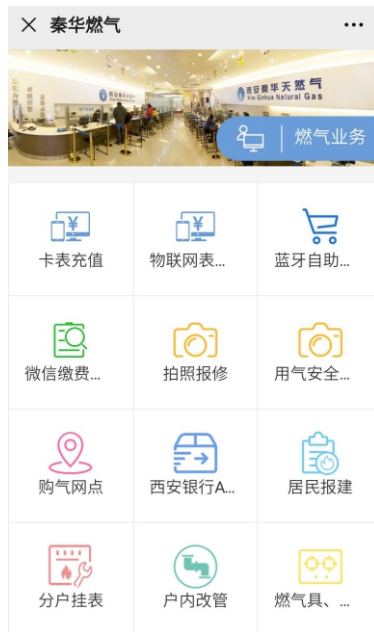 秦华燃气
西安秦华天然气
Xi'an Qinhua Natural Gas
燃气业务
卡表充值
物联网表...
蓝牙自助...
微信缴费...
拍照报修
用气安全...
购气网点
西安银行A...
居民报建
分户挂表
户内改管
燃气具、...